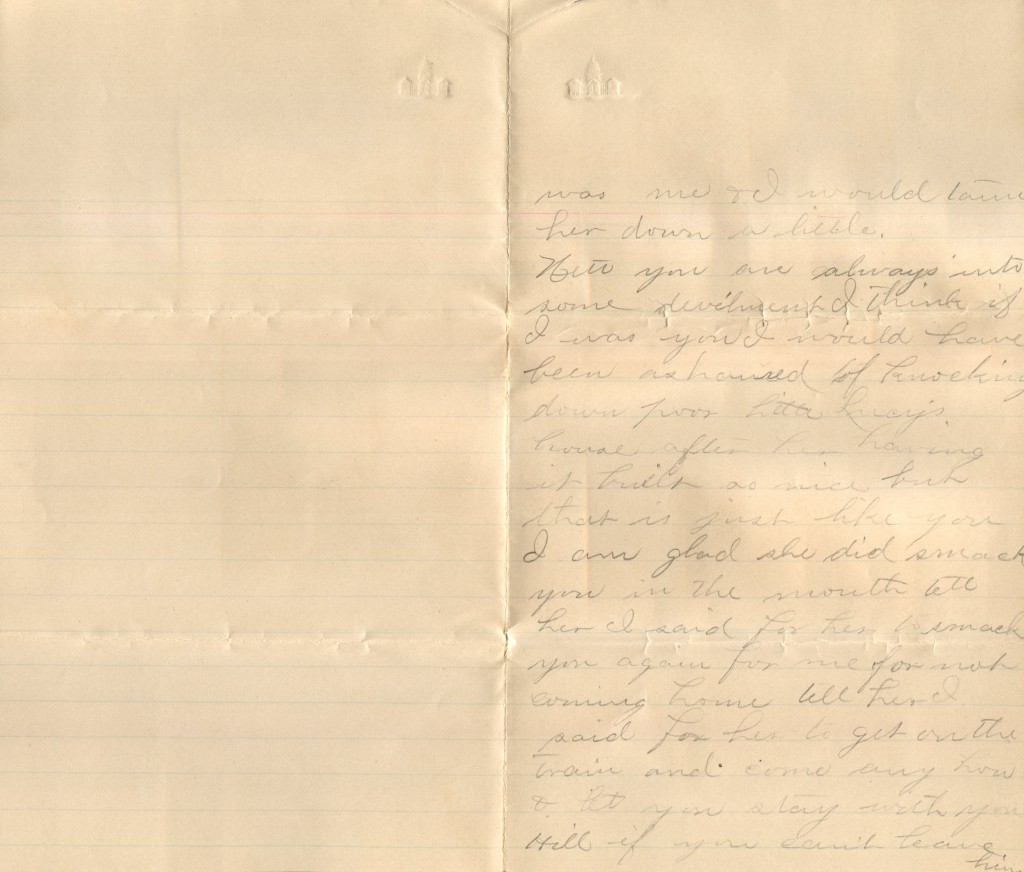 was me & I would tame
her down a little.
Nett you are always into
some devilment I think if
I was you I would have
been ashamed of knocking
down poor little
house after her having
it built so nice but
that is just like you
I am glad she did smack
you in the mouth tell
her I said for her to smack
you again for me for not
coming home tell her I
said for her to get on the
train and come any how
& let you stay with you
Hill if you can't leave
him